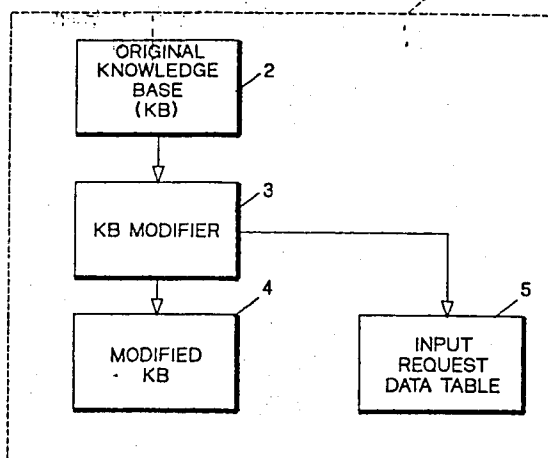 ORIGINAL
KNOWLEDGE
BASE
(KB)
2
KB MODIFIER
3
MODIFIED
KB
4
INPUT
REQUEST
DATA TABLE
5